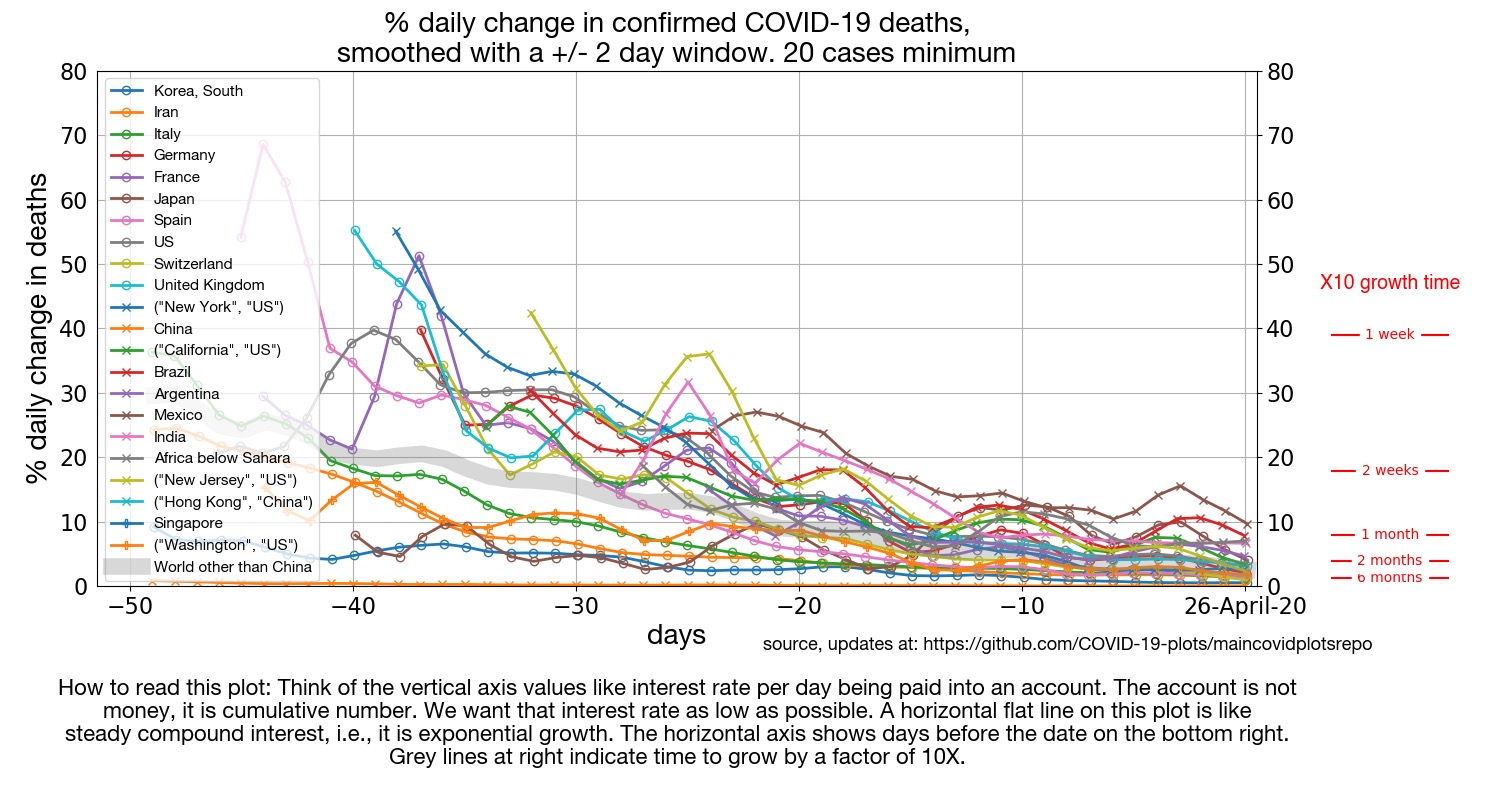 % daily change in confirmed COVID-19 deaths,
smoothed with a +/- 2 day window. 20 cases minimum
% daily change in deaths
80
70
60
50
40
30
20
10
0
Korea, South
Iran
Italy
Germany
France
Japan
Spain
US
Switzerland
United Kingdom
("New York", "US")
China
("California", "US")
Brazil
Argentina
Mexico
India
Africa below Sahara
("New Jersey", "US")
("Hong Kong", "China")
Singapore
("Washington", "US")
World other than China
80
70
60
50
40
30
20
10
0
X10 growth time
1 week
2 weeks
1 month
2 months
6 months
−50 −40 −30 −20 −10 26-April-20
days
source, updates at: https://github.com/COVID-19-plots/maincovidplotsrepo
How to read this plot: Think of the vertical axis values like interest rate per day being paid into an account. The account is not
money, it is cumulative number. We want that interest rate as low as possible. A horizontal flat line on this plot is like
steady compound interest, i.e., it is exponential growth. The horizontal axis shows days before the date on the bottom right.
Grey lines at right indicate time to grow by a factor of 10X.